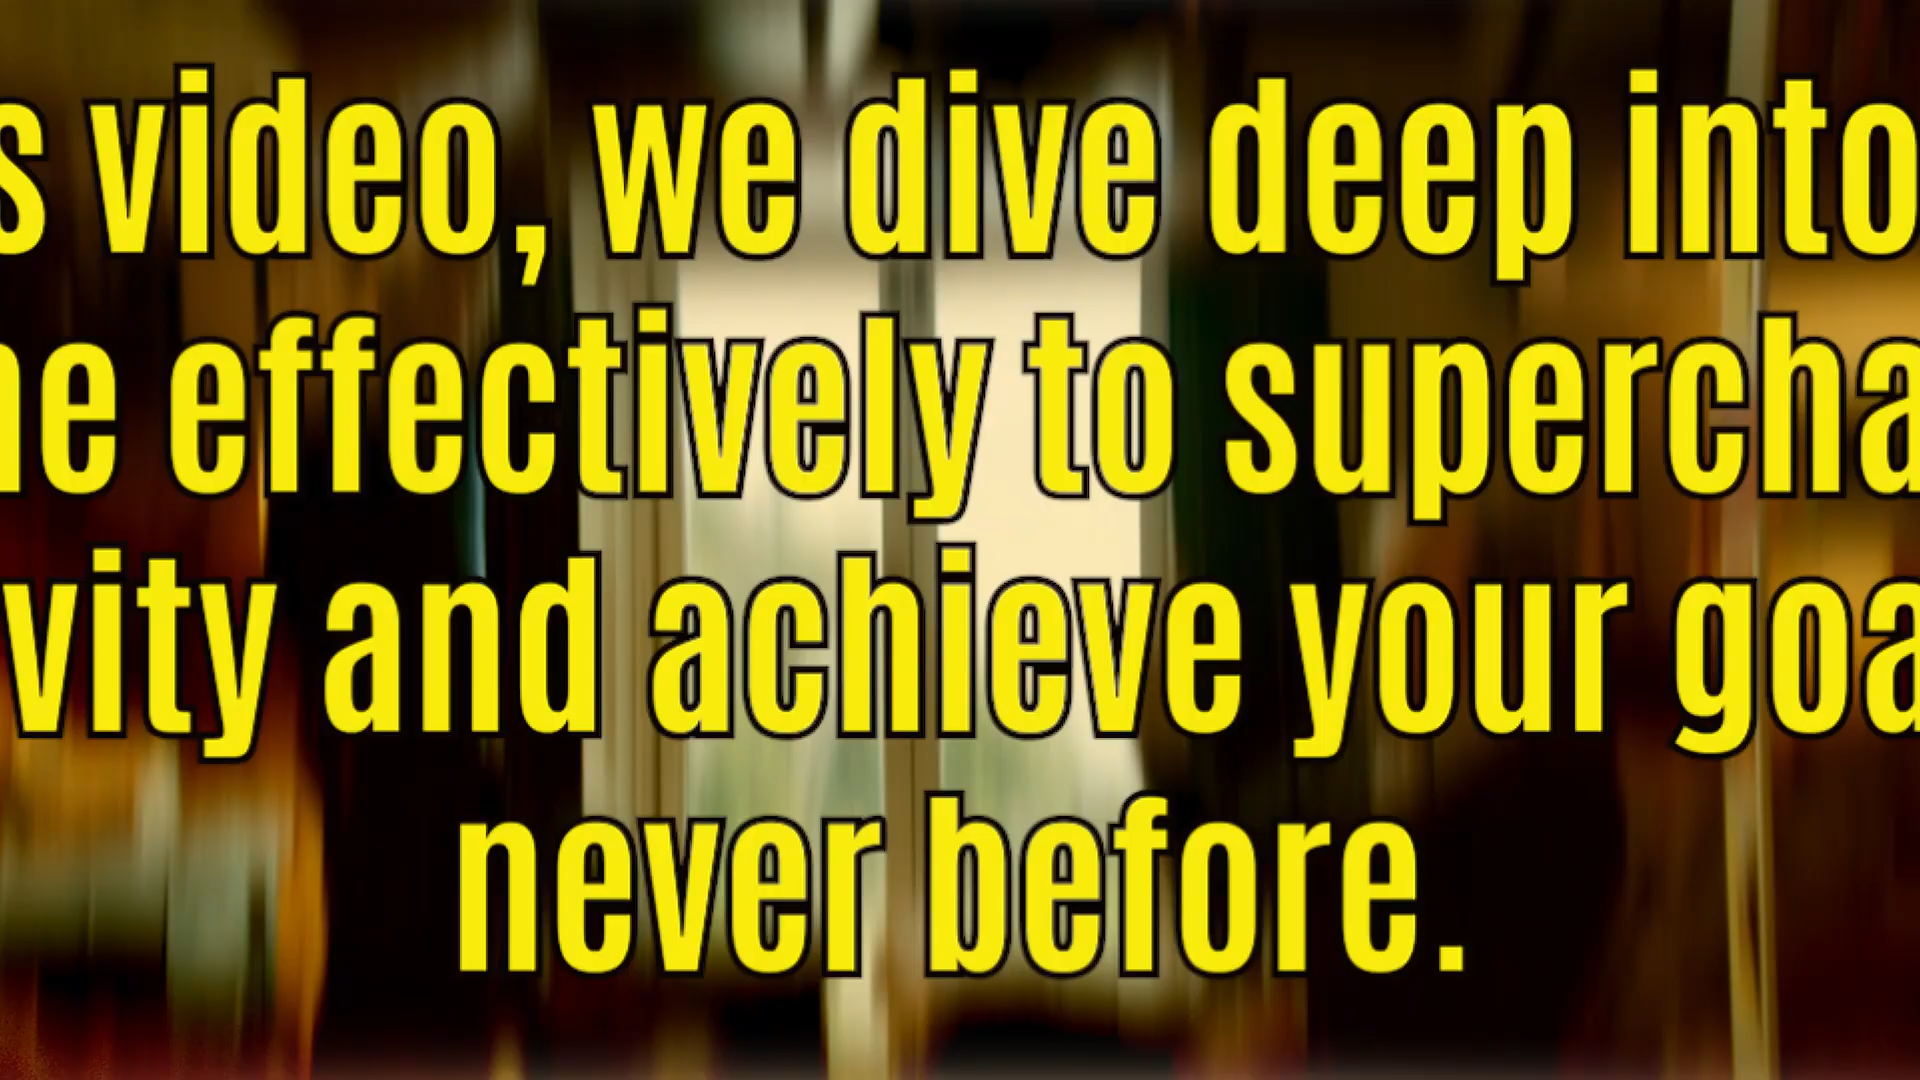 s video, we dive deep into
he effectively to supercha
vity and achieve your goa
never before.